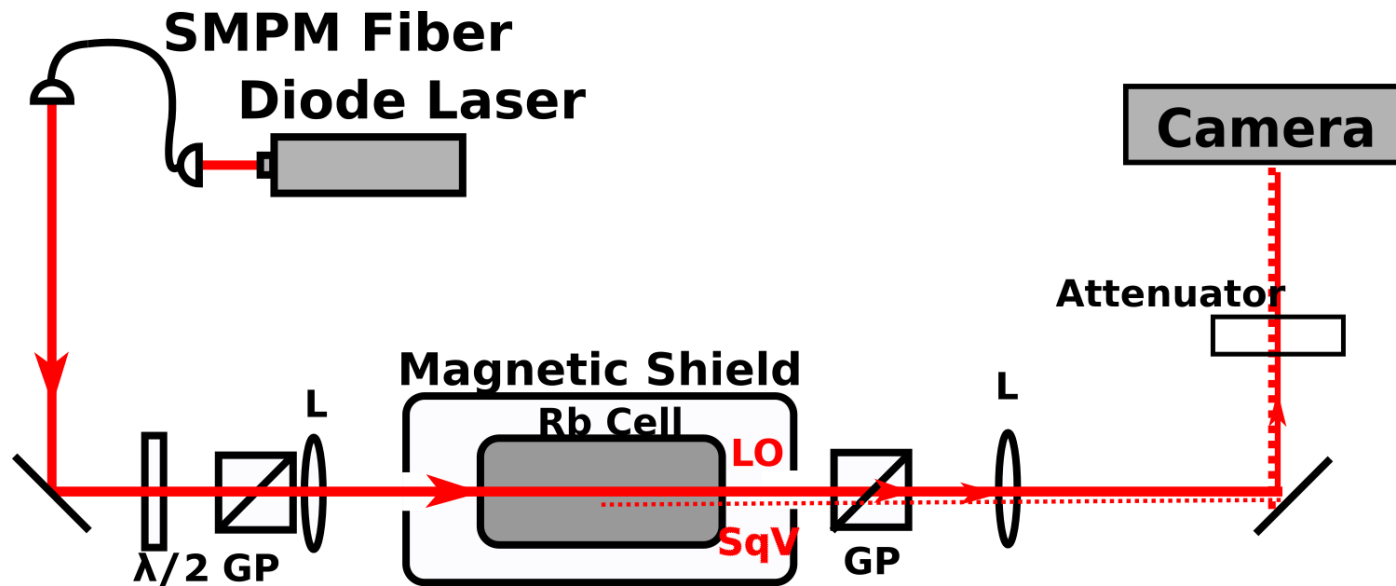 SMPM Fiber
Diode Laser
Camera
Attenuator
Magnetic Shield
L
Rb Cell
L
LO
SqV
λ/2 GP
GP